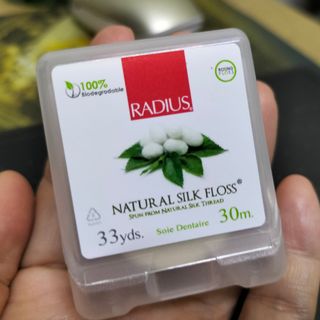 100%
Biodegradable
RADIUS
NATURAL SILK FLOSS®
SPUN FROM NATURAL SILK THREAD
33yds.
Soie Dentaire
30m.